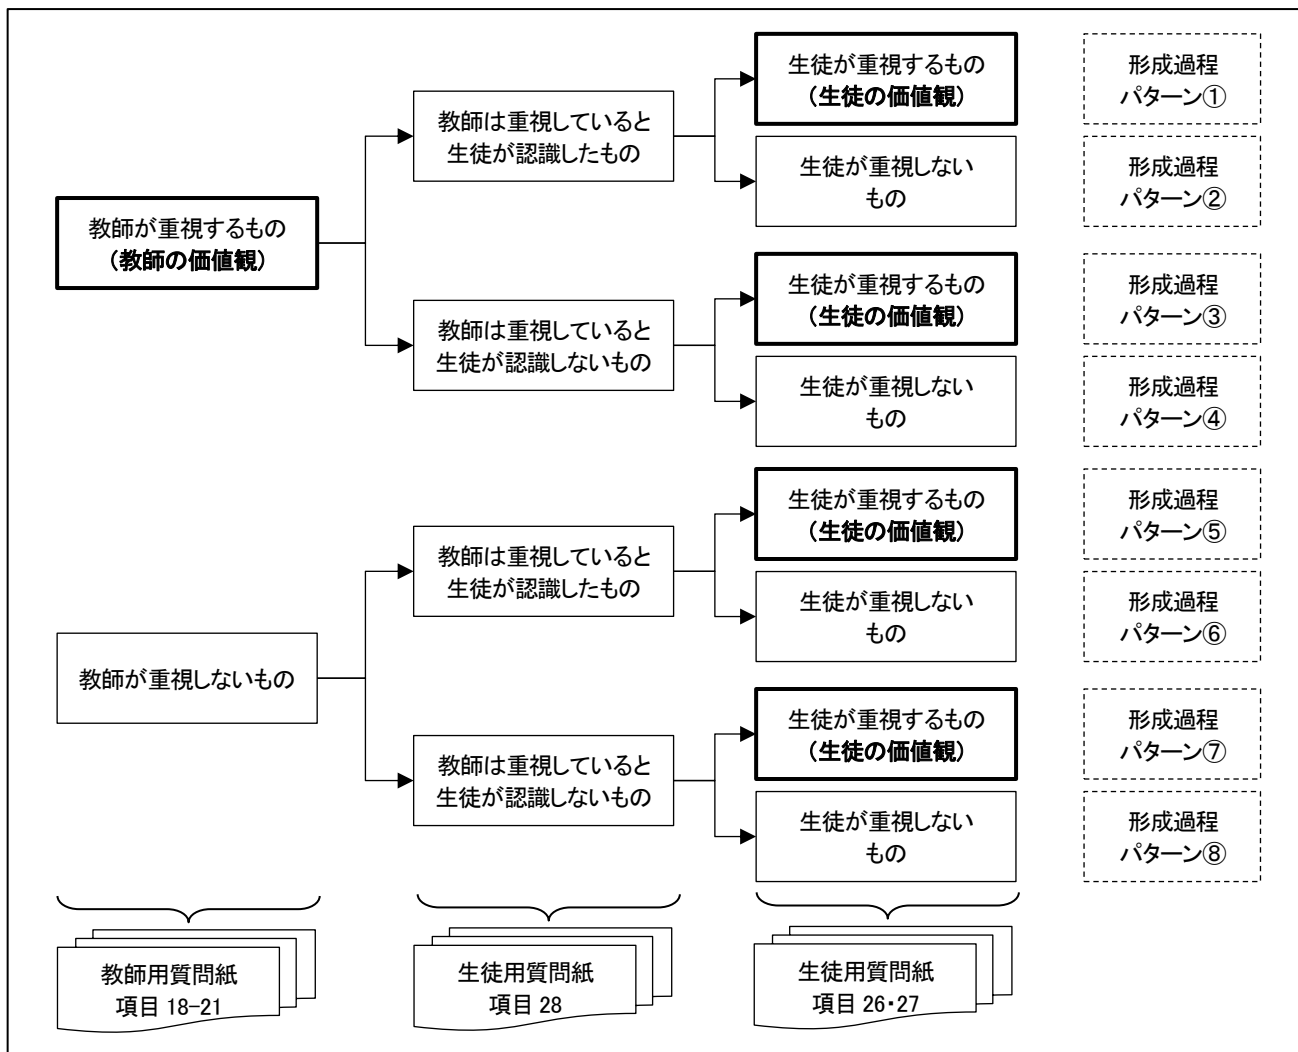 生徒が重視するもの
（生徒の価値観）
形成過程
パターン①
教師は重視していると
生徒が認識したもの
生徒が重視しない
もの
形成過程
パターン②
教師が重視するもの
（教師の価値観）
生徒が重視するもの
（生徒の価値観）
形成過程
パターン③
教師は重視していると
生徒が認識しないもの
生徒が重視しない
もの
形成過程
パターン④
生徒が重視するもの
（生徒の価値観）
形成過程
パターン⑤
教師は重視していると
生徒が認識したもの
生徒が重視しない
もの
形成過程
パターン⑥
教師が重視しないもの
生徒が重視するもの
（生徒の価値観）
形成過程
パターン⑦
教師は重視していると
生徒が認識しないもの
生徒が重視しない
もの
形成過程
パターン⑧
教師用質問紙
項目 18-21
生徒用質問紙
項目 28
生徒用質問紙
項目 26・27